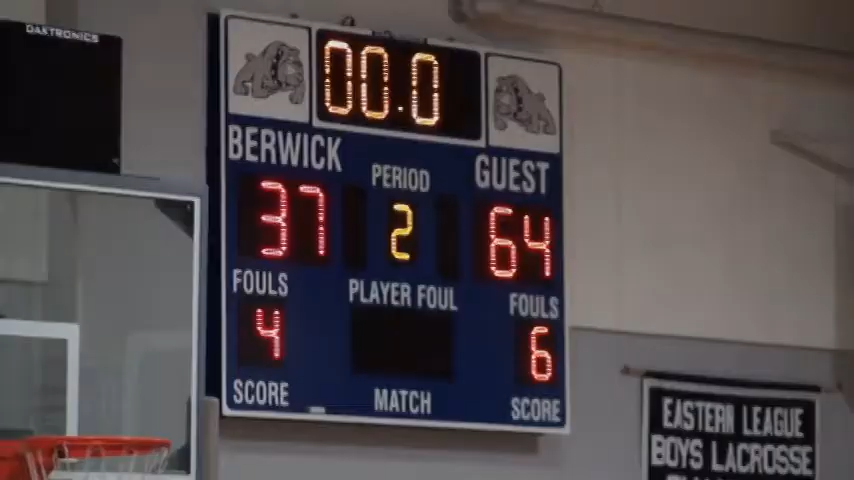 DAKTRONICS
00.0
BERWICK
PERIOD
GUEST
37
2
64
FOULS
PLAYER FOUL
FOULS
4
6
SCORE
MATCH
SCORE
EASTERN LEAGUE
BOYS LACROSSE